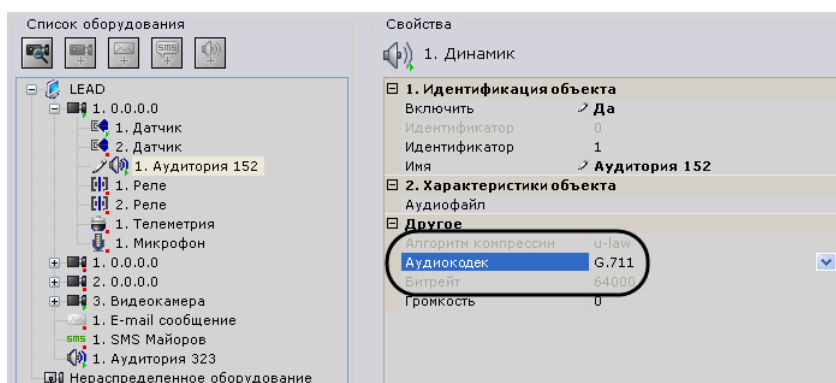 Список оборудования
sms
LEAD
1. 0.0.0.0
1. Датчик
2. Датчик
1. Аудитория 152
1. Реле
2. Реле
1. Телеметрия
1. Микрофон
1. 0.0.0.0
2. 0.0.0.0
3. Видеокамера
1. E-mail сообщение
sms 1. SMS Майоров
1. Аудитория 323
Нераспределенное оборудование
Свойства
1. Динамик
1. Идентификация объекта
Включить Да
Идентификатор 0
Идентификатор 1
Имя Аудитория 152
2. Характеристики объекта
Аудиофайл
Другое
Алгоритм компрессии u-law
Аудиокодек G.711
Битрейт 64000
Громкость 0